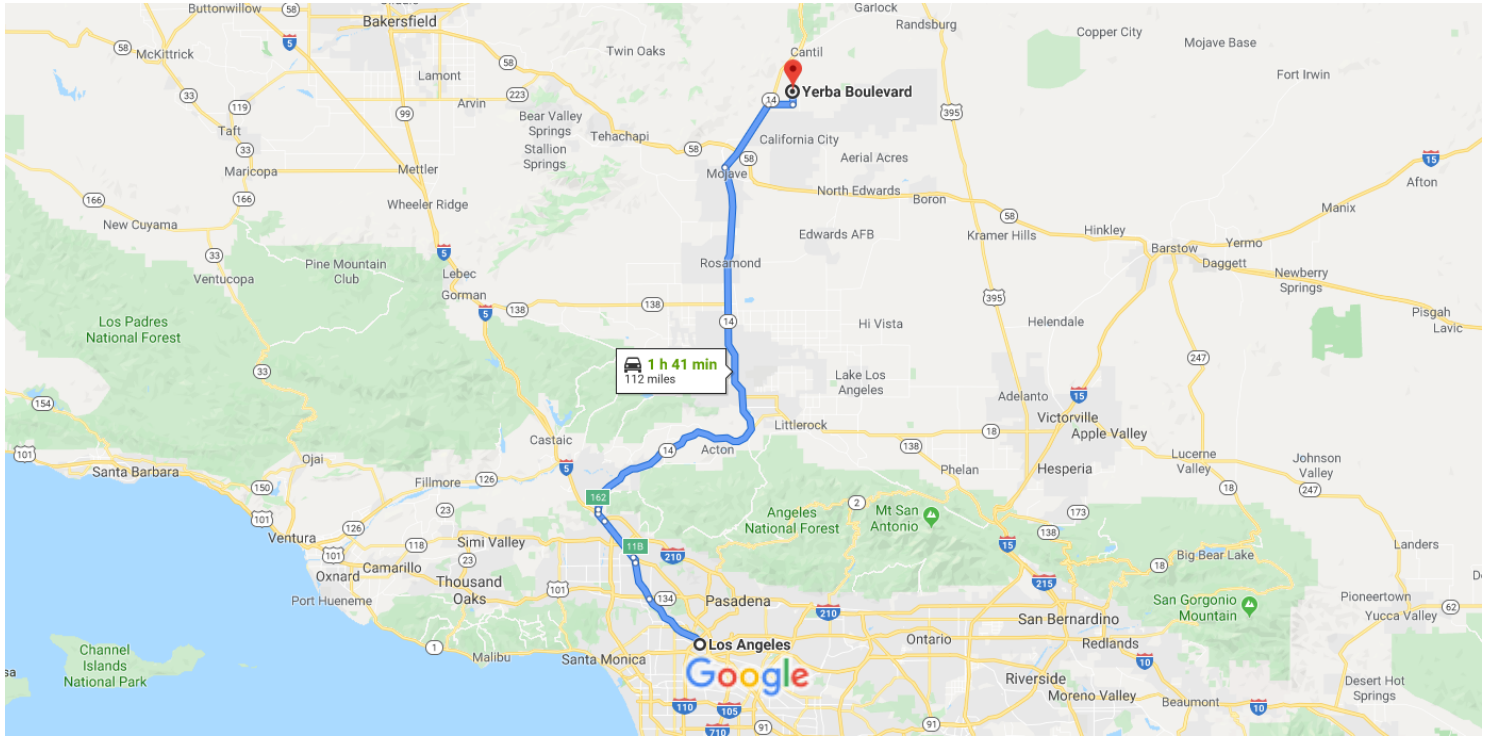 Buttonwillow
Bakersfield
Garlock
Randsburg
Copper City
Mojave Base
5
58
McKittrick
Twin Oaks
Cantil
Fort Irwin
58
Lamont
33
119
Arvin
223
99
Yerba Boulevard
14
395
Bear Valley
Springs
Taft
Tehachapi
California City
33
Stallion
Springs
58
58
Aerial Acres
15
Maricopa
Mettler
Mojave
Afton
166
166
Wheeler Ridge
North Edwards
Boron
58
Manix
New Cuyama
Edwards AFB
Kramer Hills
Hinkley
33
5
Barstow
Yermo
Ventucopa
Pine Mountain
Club
Lebec
Rosamond
Daggett
Newberry
Springs
Gorman
138
138
395
5
14
Hi Vista
Helendale
Pisgah
Lavic
Los Padres
National Forest
1 h 41 min
112 miles
247
33
Lake Los
Angeles
154
Adelanto
15
Victorville
Littlerock
18
Apple Valley
Castaic
14
Acton
138
101
Ojai
5
Phelan
Hesperia
Lucerne
Valley
Johnson
Valley
Santa Barbara
150
Fillmore
126
162
18
247
101
23
Angeles
National Forest
2
Mt San
Antonio
173
126
138
Ventura
118
Simi Valley
11B
210
15
Big Bear Lake
Landers
101
Camarillo
23
18
Oxnard
Thousand
Oaks
101
134
Pasadena
215
Pioneertown
Port Hueneme
210
San Bernardino
San Gorgonio
Mountain
62
Yucca Valley
1
Los Angeles
Ontario
Redlands
Channel
Islands
National Park
Malibu
Santa Monica
10
Google
Riverside
Moreno Valley
Desert Hot
Springs
110
105
710
91
91
Beaumont
10